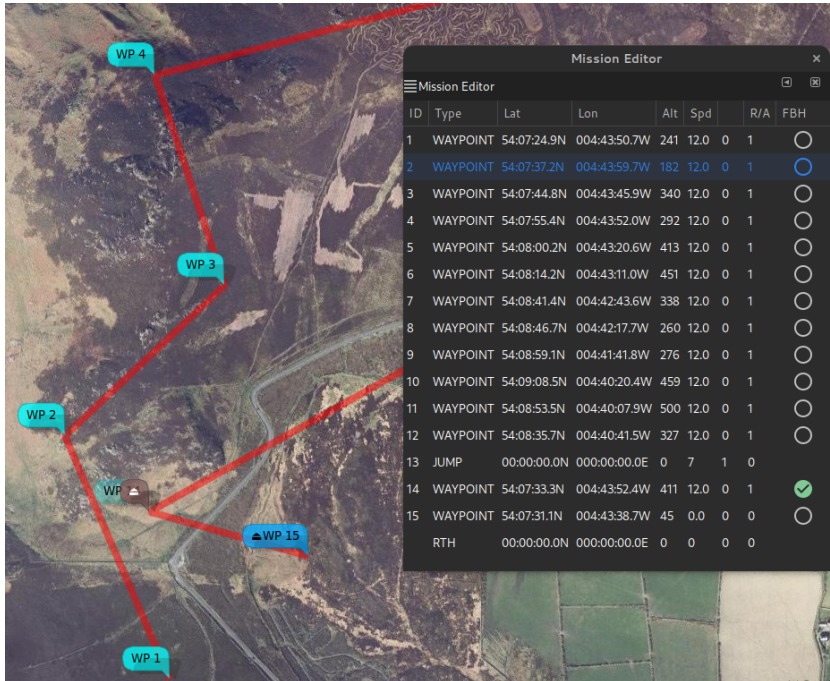 WP 4
Mission Editor
Mission Editor
ID Type Lat Lon Alt Spd R/A FBH
1 WAYPOINT 54:07:24.9N 004:43:50.7W 241 12.0 0 1
2 WAYPOINT 54:07:37.2N 004:43:59.7W 182 12.0 0 1
3 WAYPOINT 54:07:44.8N 004:43:45.9W 340 12.0 0 1
4 WAYPOINT 54:07:55.4N 004:43:52.0W 292 12.0 0 1
5 WAYPOINT 54:08:00.2N 004:43:20.6W 413 12.0 0 1
6 WAYPOINT 54:08:14.2N 004:43:11.0W 451 12.0 0 1
7 WAYPOINT 54:08:41.4N 004:42:43.6W 338 12.0 0 1
8 WAYPOINT 54:08:46.7N 004:42:17.7W 260 12.0 0 1
9 WAYPOINT 54:08:59.1N 004:41:41.8W 276 12.0 0 1
10 WAYPOINT 54:09:08.5N 004:40:20.4W 459 12.0 0 1
11 WAYPOINT 54:08:53.5N 004:40:07.9W 500 12.0 0 1
12 WAYPOINT 54:08:35.7N 004:40:41.5W 327 12.0 0 1
13 JUMP 00:00:00.0N 000:00:00.0E 0 7 1 0
14 WAYPOINT 54:07:33.3N 004:43:52.4W 411 12.0 0 1
15 WAYPOINT 54:07:31.1N 004:43:38.7W 45 0.0 0 0
RTH 00:00:00.0N 000:00:00.0E 0 0 0 0
WP 3
WP 2
WP
WP 15
WP 1